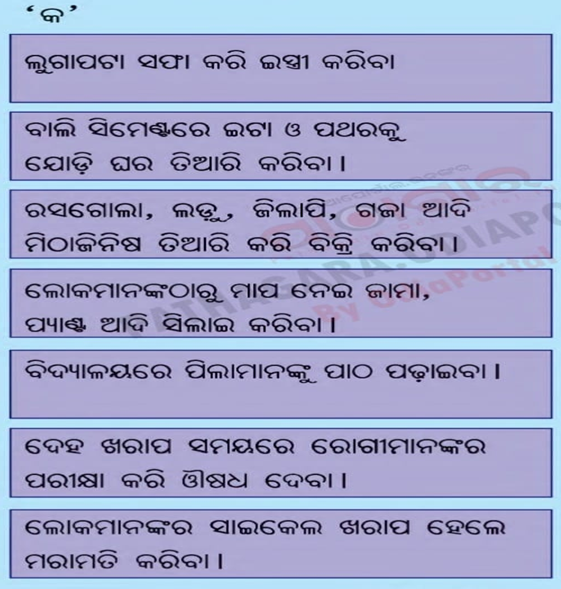 ‘କ’
ଲୁଗାପଟା ସଫା କରି ଇସ୍ତ୍ରୀ କରିବା
ବାଲି ସିମେଣ୍ଟରେ ଇଟା ଓ ପଥରକୁ
ଯୋଡ଼ି ଘର ତିଆରି କରିବା।
ରସଗୋଲା, ଲଡ଼ୁ, ଜିଲାପି, ଗଜା ଆଦି
ମିଠାଜିନିଷ ତିଆରି କରି ବିକ୍ରି କରିବା।
ଲୋକମାନଙ୍କଠାରୁ ମାପ ନେଇ ଜାମା,
ପ୍ୟାଣ୍ଟ ଆଦି ସିଲାଇ କରିବା।
ବିଦ୍ୟାଳୟରେ ପିଲାମାନଙ୍କୁ ପାଠ ପଢ଼ାଇବା।
ଦେହ ଖରାପ ସମୟରେ ରୋଗୀମାନଙ୍କର
ପରୀକ୍ଷା କରି ଔଷଧ ଦେବା।
ଲୋକମାନଙ୍କର ସାଇକେଲ ଖରାପ ହେଲେ
ମରାମତି କରିବା।